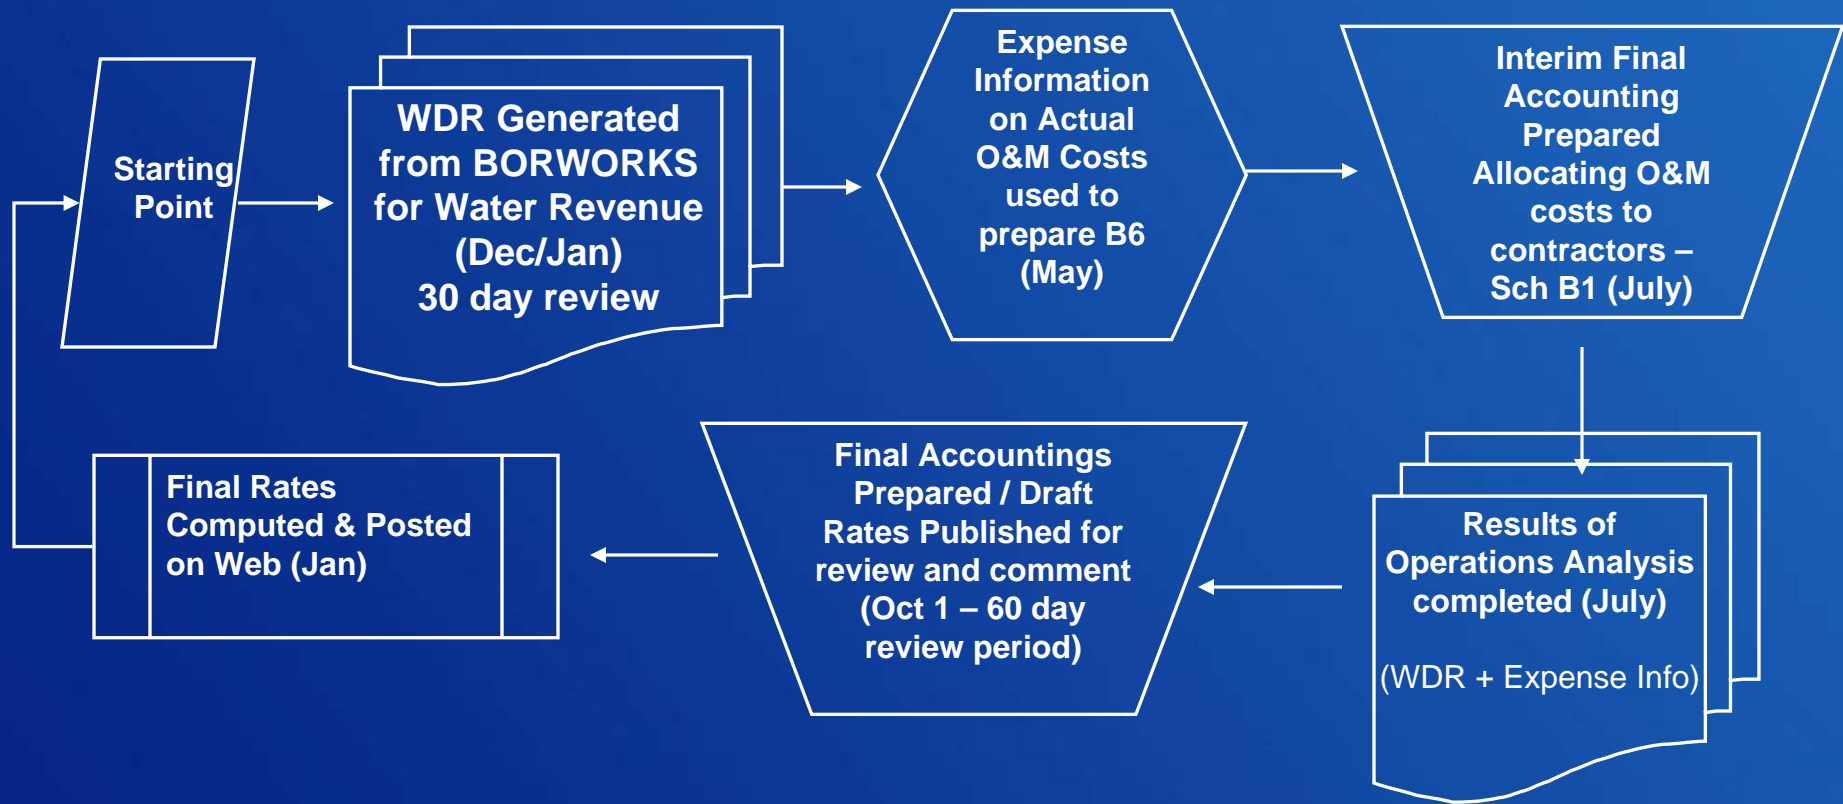 Starting
Point
WDR Generated
from BORWORKS
for Water Revenue
(Dec/Jan)
30 day review
Expense
Information
on Actual
O&M Costs
used to
prepare B6
(May)
Interim Final
Accounting
Prepared
Allocating O&M
costs to
contractors –
Sch B1 (July)
Results of
Operations Analysis
completed (July)
(WDR + Expense Info)
Final Accountings
Prepared / Draft
Rates Published for
review and comment
(Oct 1 – 60 day
review period)
Final Rates
Computed & Posted
on Web (Jan)